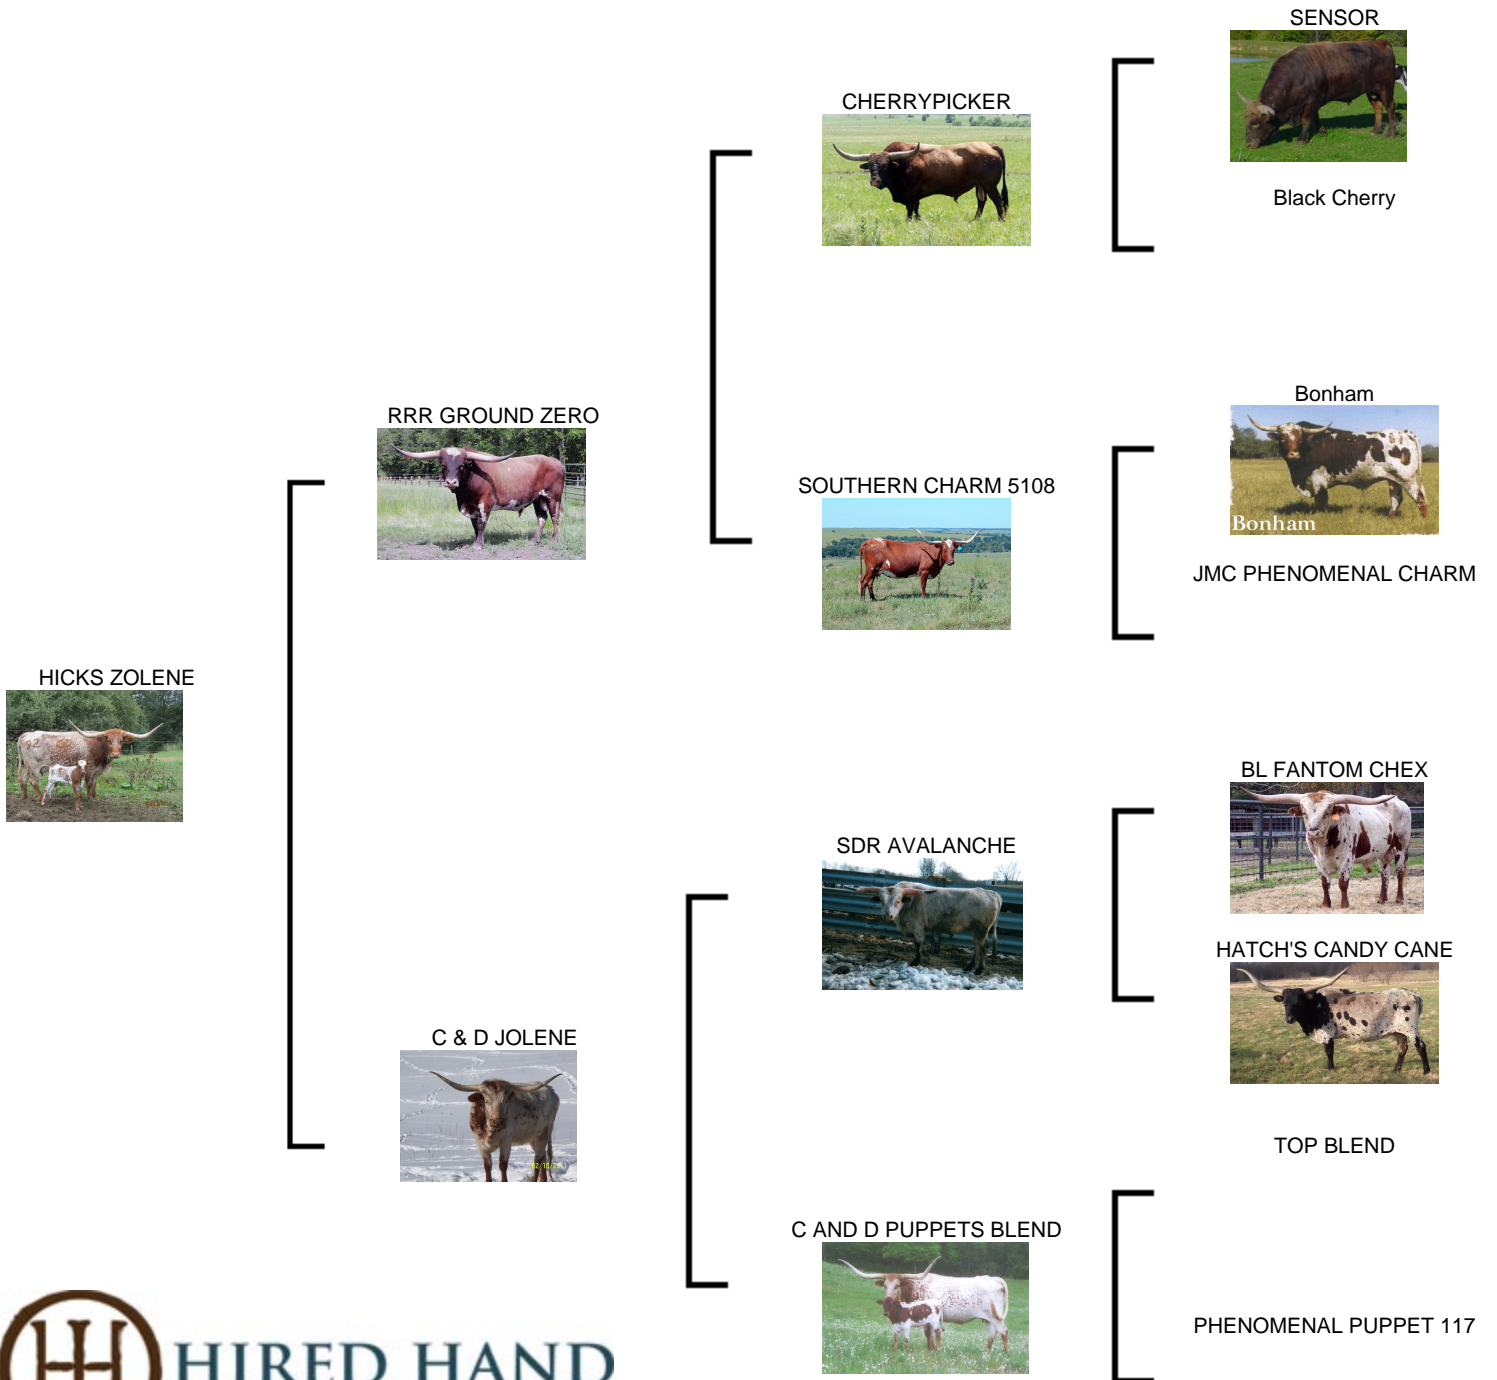 SENSOR
CHERRYPICKER
Black Cherry
Bonham
RRR GROUND ZERO
SOUTHERN CHARM 5108
Bonham
JMC PHENOMENAL CHARM
HICKS ZOLENE
BL FANTOM CHEX
SDR AVALANCHE
HATCH'S CANDY CANE
C & D JOLENE
TOP BLEND
C AND D PUPPETS BLEND
PHENOMENAL PUPPET 117
HIRED HAND